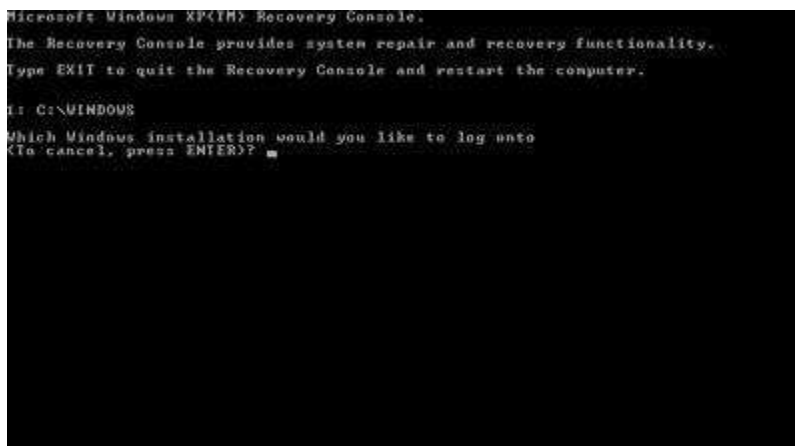 Microsoft Windows XP(TM) Recovery Console.
The Recovery Console provides system repair and recovery functionality.
Type EXIT to quit the Recovery Console and restart the computer.
1: C:\WINDOWS
Which Windows installation would you like to log onto
(To cancel, press ENTER)?